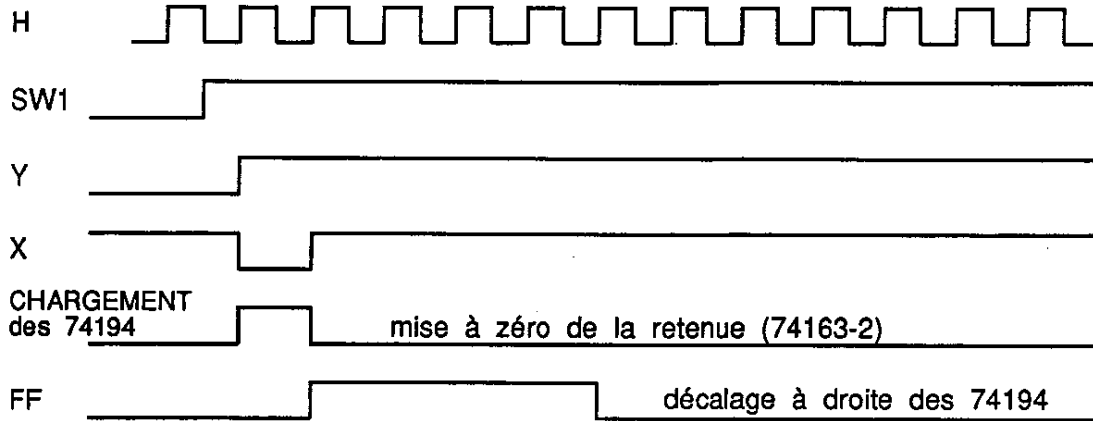 H
SW1
Y
X
CHARGEMENT
des 74194
mise à zéro de la retenue (74163-2)
FF
décalage à droite des 74194